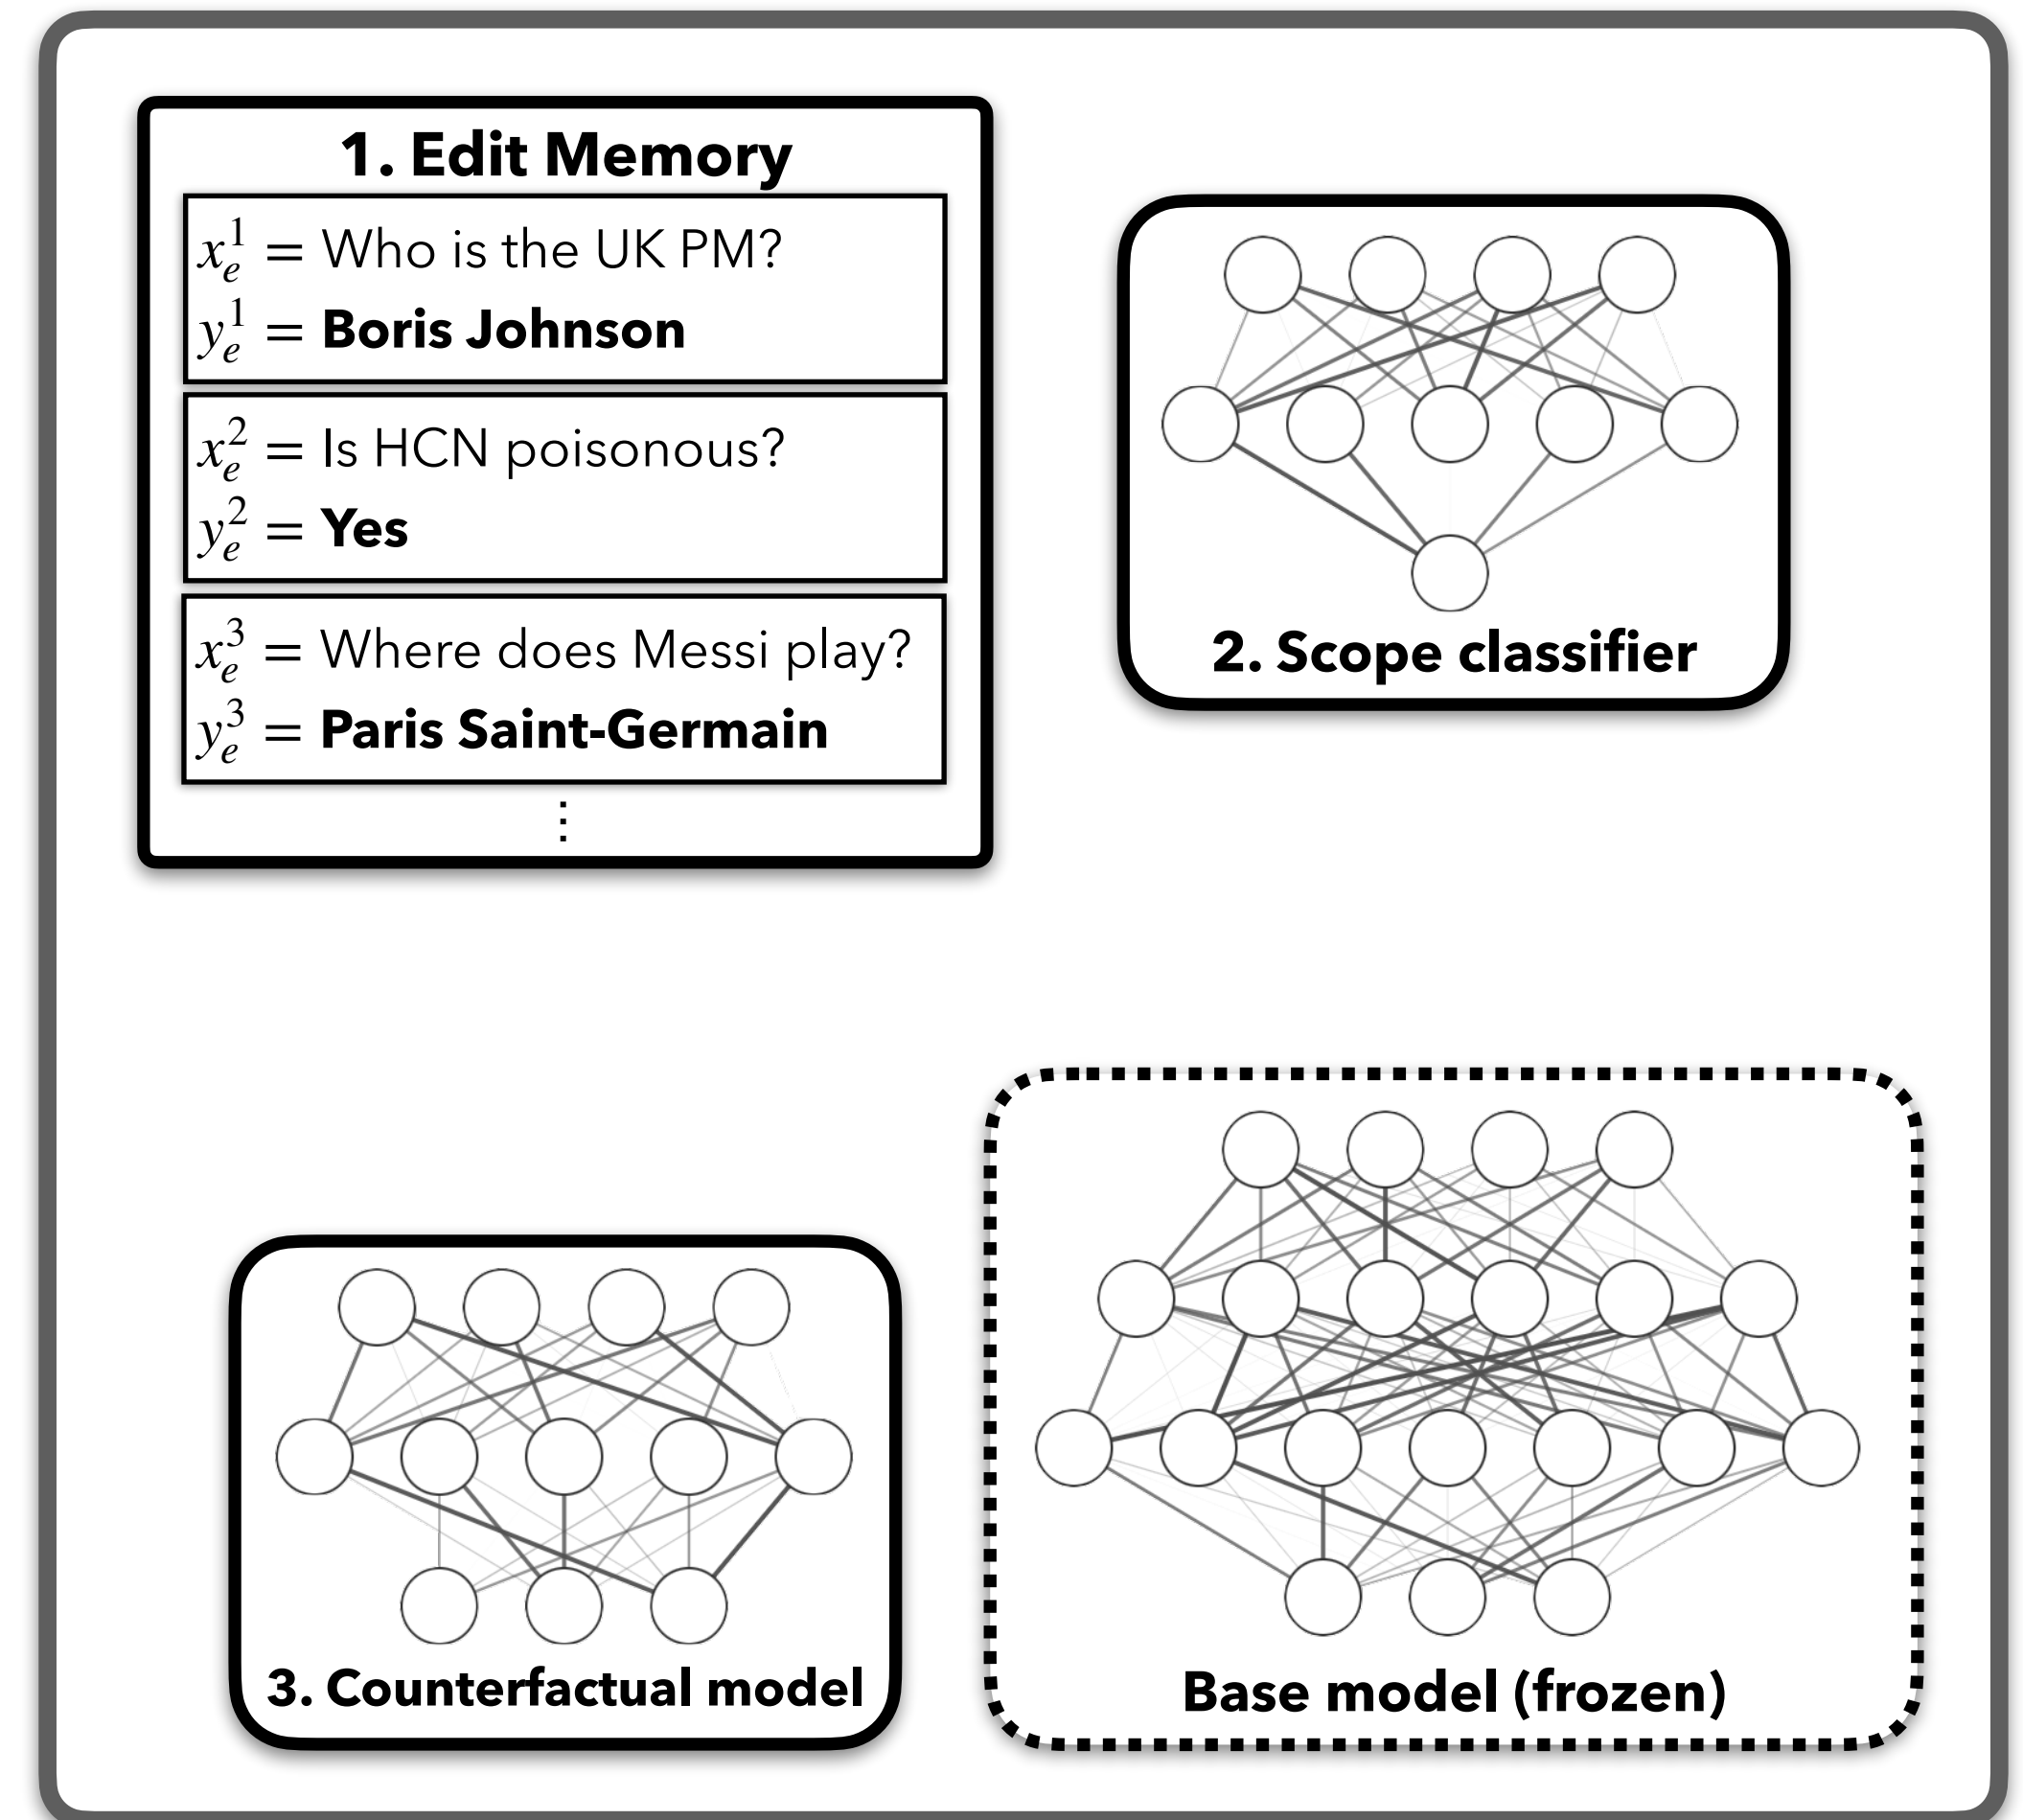 1. Edit Memory
x_e^1 = Who is the UK PM?
y_e^1 = Boris Johnson
x_e^2 = Is HCN poisonous?
y_e^2 = Yes
x_e^3 = Where does Messi play?
y_e^3 = Paris Saint-Germain
⋮
2. Scope classifier
3. Counterfactual model
Base model (frozen)